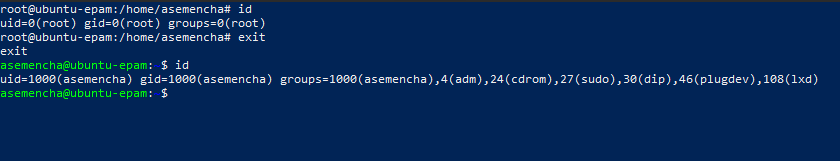 root@ubuntu-epam:/home/asemencha# id
uid=0(root) gid=0(root) groups=0(root)
root@ubuntu-epam:/home/asemencha# exit
exit
asemencha@ubuntu-epam: $ id
uid=1000(asemencha) gid=1000(asemencha) groups=1000(asemencha),4(adm),24(cdrom),27(sudo),30(dip),46(plugdev),108(lxd)
asemencha@ubuntu-epam: $